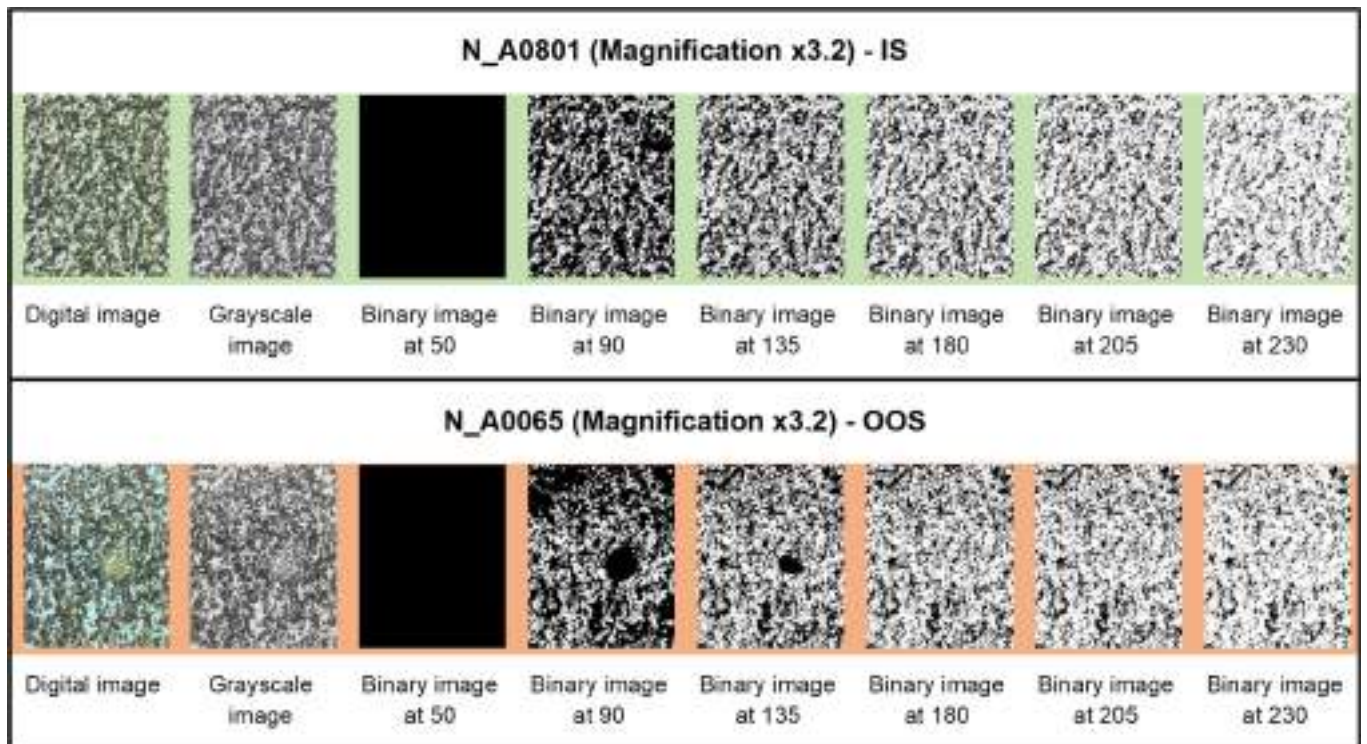 N_A0801 (Magnification x3.2) - IS
Digital image
Grayscale image
Binary image at 50
Binary image at 90
Binary image at 135
Binary image at 180
Binary image at 205
Binary image at 230
N_A0065 (Magnification x3.2) - OOS
Digital image
Grayscale image
Binary image at 50
Binary image at 90
Binary image at 135
Binary image at 180
Binary image at 205
Binary image at 230